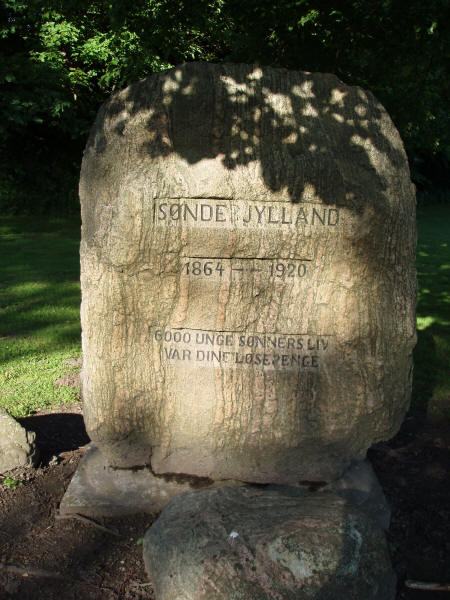 SØNDERJYLLAND
1864 — 1920
6000 UNGE SØNNERS LIV
VAR DINE LØSEPENGE